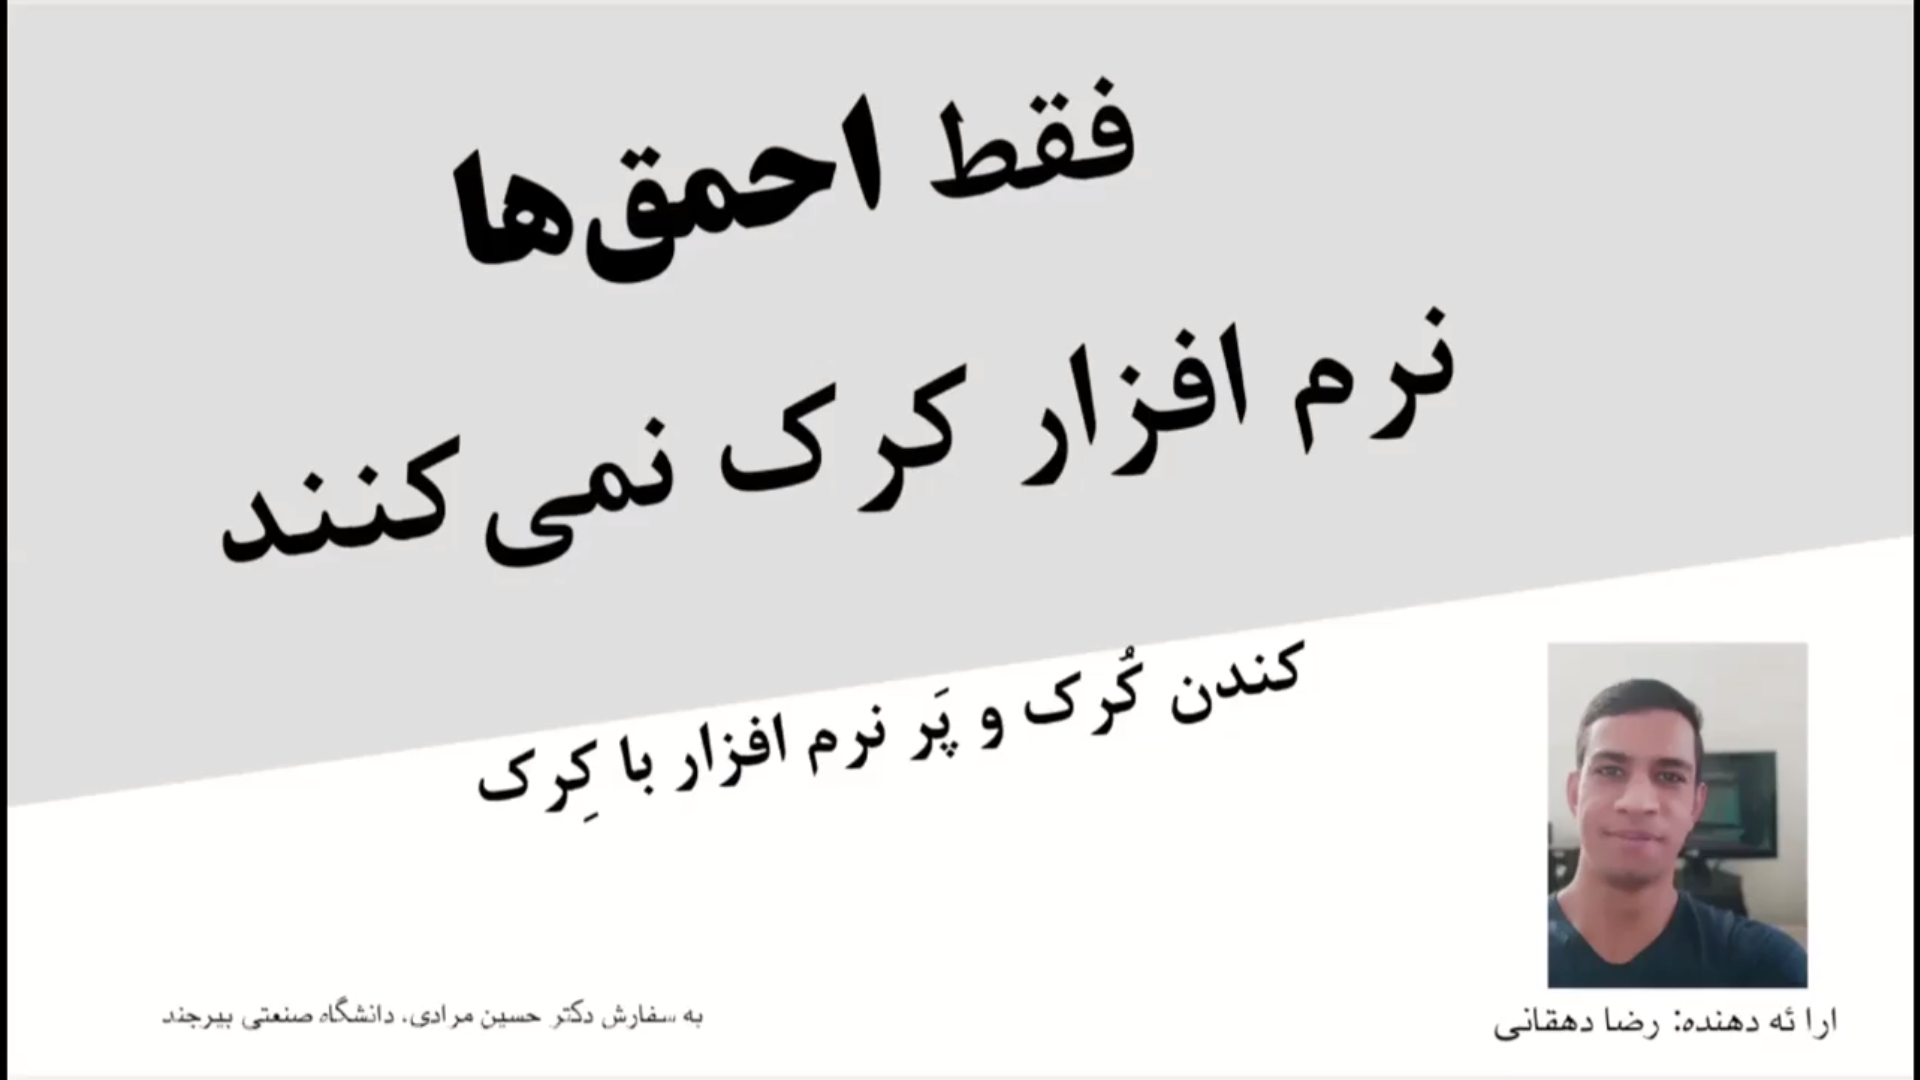 فقط احمق‌ها
نرم افزار کرک نمی‌کنند
کندن کُرک و پَر نرم افزار با کِرک
ارا ئه دهنده: رضا دهقانی
به سفارش دکتر حسین مرادی، دانشگاه صنعتی بیرجند